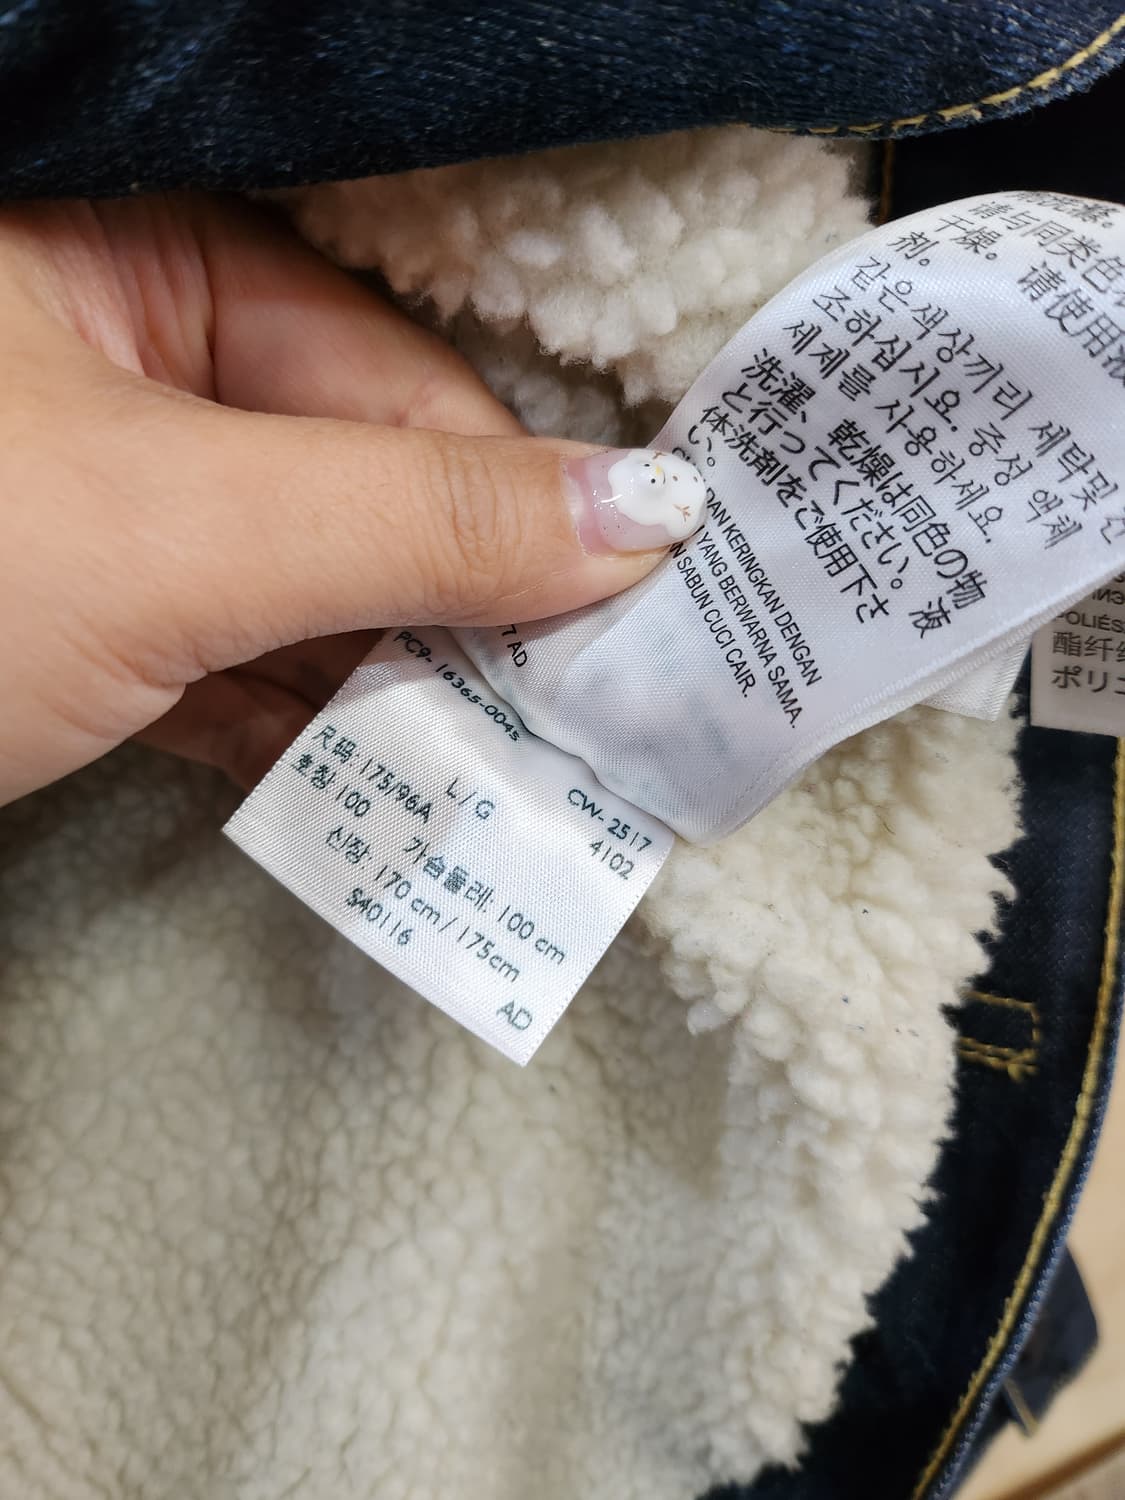 请与同类色
干燥。 请使用液
剂。
같은 색상끼리 세탁및 건
조하십시요. 중성 액체
세제를 사용하세요.
洗濯、乾燥は同色の物
と行ってください。液
体洗剤をご使用下さ
い。
DAN KERINGKAN DENGAN
YANG BERWARNA SAMA.
SABUN CUCI CAIR.
7 AD
PC9-16365-0045
CW-2517
4102
L/G
尺码: 175/96A
호칭 100 가슴둘레: 100 cm
신장: 170 cm / 175cm
S40116
AD
POLIÉS
酯纤
ポリ